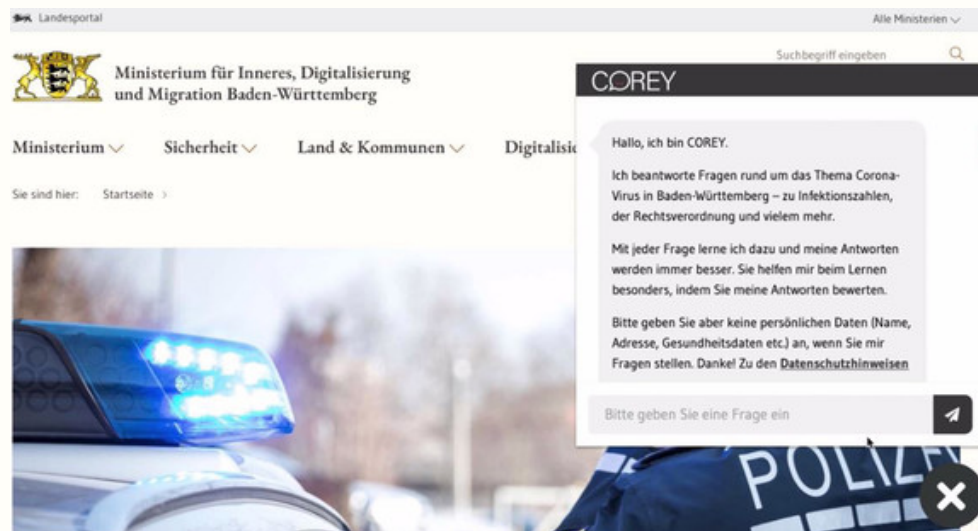 Landesportal
Alle Ministerien
Suchbegriff eingeben
Ministerium für Inneres, Digitalisierung
und Migration Baden-Württemberg
Ministerium
Sicherheit
Land & Kommunen
Sie sind hier: Startseite >
COREY
Hallo, ich bin COREY.
Ich beantworte Fragen rund um das Thema Corona-
Virus in Baden-Württemberg – zu Infektionszahlen,
der Rechtsverordnung und vielem mehr.
Mit jeder Frage lerne ich dazu und meine Antworten
werden immer besser. Sie helfen mir beim Lernen
besonders, indem Sie meine Antworten bewerten.
Bitte geben Sie aber keine persönlichen Daten (Name,
Adresse, Gesundheitsdaten etc.) an, wenn Sie mir
Fragen stellen. Danke! Zu den Datenschutzhinweisen
Bitte geben Sie eine Frage ein
POLIZEI